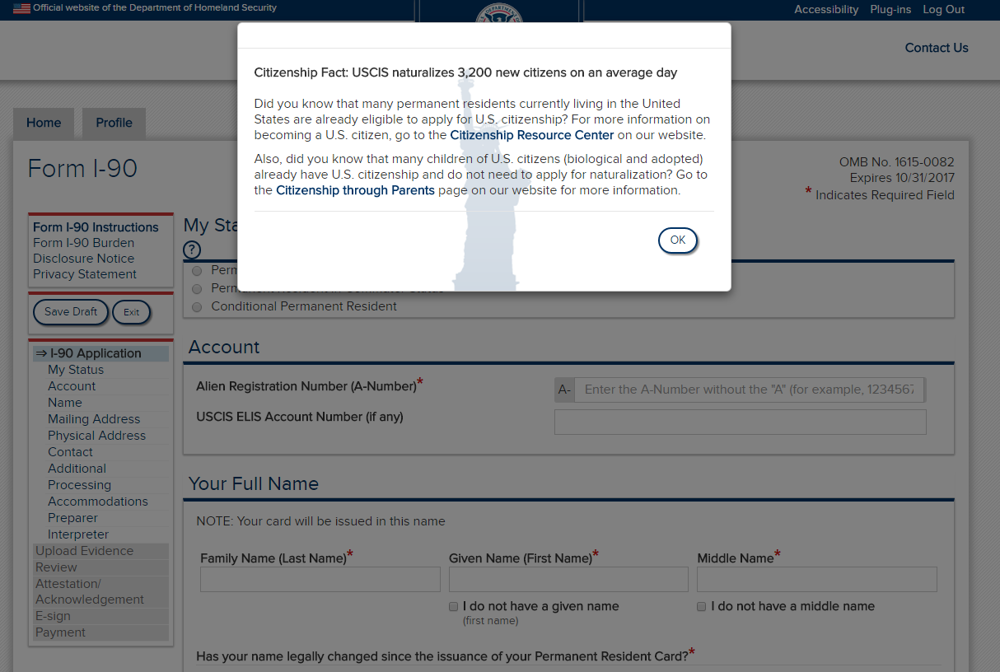 Official website of the Department of Homeland Security
Accessibility Plug-ins Log Out
Contact Us
Home Profile
Citizenship Fact: USCIS naturalizes 3,200 new citizens on an average day
Did you know that many permanent residents currently living in the United
States are already eligible to apply for U.S. citizenship? For more information on
becoming a U.S. citizen, go to the Citizenship Resource Center on our website.
Also, did you know that many children of U.S. citizens (biological and adopted)
already have U.S. citizenship and do not need to apply for naturalization? Go to
the Citizenship through Parents page on our website for more information.
OK
Form I-90
OMB No. 1615-0082
Expires 10/31/2017
* Indicates Required Field
Form I-90 Instructions
Form I-90 Burden
Disclosure Notice
Privacy Statement
Save Draft Exit
⇒ I-90 Application
My Status
Account
Name
Mailing Address
Physical Address
Contact
Additional
Processing
Accommodations
Preparer
Interpreter
Upload Evidence
Review
Attestation/
Acknowledgement
E-sign
Payment
My Sta
?
Perm
Conditional Permanent Resident
Account
Alien Registration Number (A-Number)*
A- Enter the A-Number without the "A" (for example, 1234567
USCIS ELIS Account Number (if any)
Your Full Name
NOTE: Your card will be issued in this name
Family Name (Last Name)* Given Name (First Name)* Middle Name*
I do not have a given name I do not have a middle name
(first name)
Has your name legally changed since the issuance of your Permanent Resident Card?*